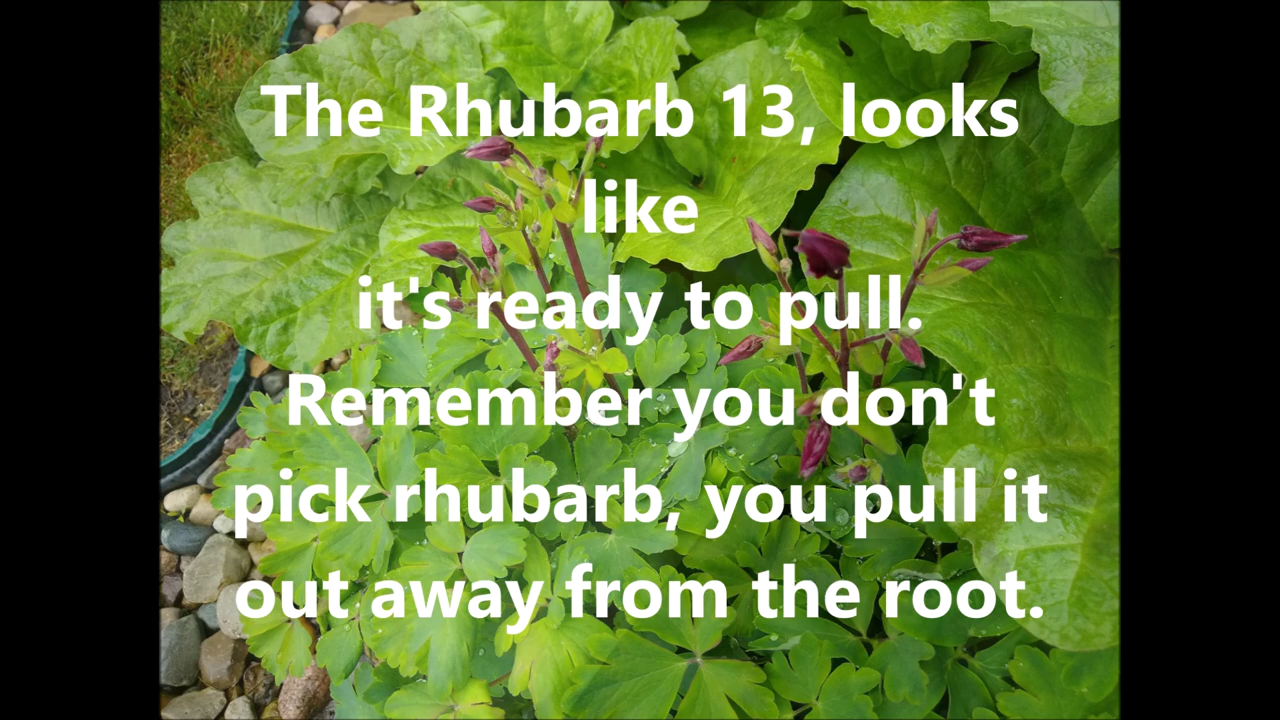 The Rhubarb 13, looks
like
it's ready to pull.
Remember you don't
pick rhubarb, you pull it
out away from the root.